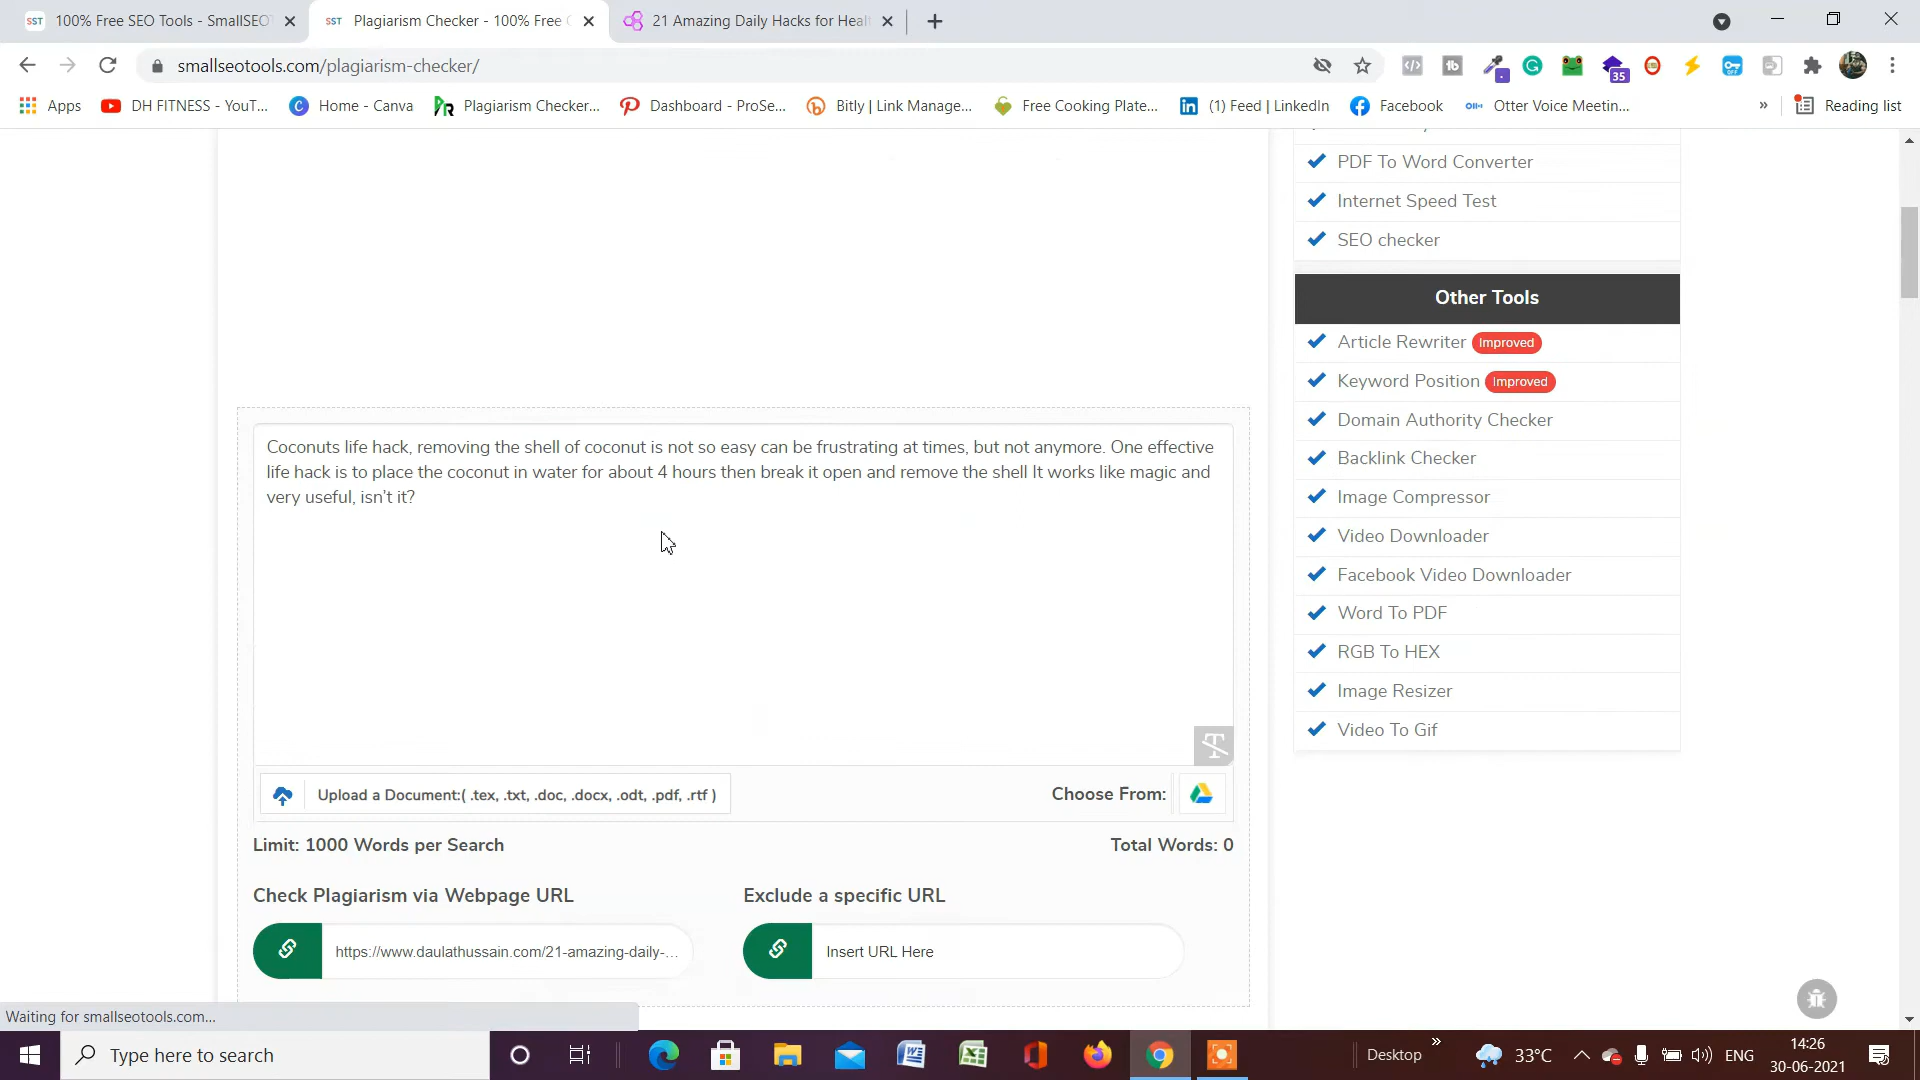 SST 100% Free SEO Tools - SmallSEO
SST Plagiarism Checker - 100% Free
21 Amazing Daily Hacks for Heal
smallseotools.com/plagiarism-checker/
35
OFF
Apps
DH FITNESS - YouT...
Home - Canva
Plagiarism Checker...
Dashboard - ProSe...
Bitly | Link Manage...
Free Cooking Plate...
(1) Feed | LinkedIn
Facebook
Otter Voice Meetin...
»
Reading list
PDF To Word Converter
Internet Speed Test
SEO checker
Other Tools
Article Rewriter Improved
Keyword Position Improved
Domain Authority Checker
Backlink Checker
Image Compressor
Video Downloader
Facebook Video Downloader
Word To PDF
RGB To HEX
Image Resizer
Video To Gif
Coconuts life hack, removing the shell of coconut is not so easy can be frustrating at times, but not anymore. One effective
life hack is to place the coconut in water for about 4 hours then break it open and remove the shell It works like magic and
very useful, isn't it?
Upload a Document:( .tex, .txt, .doc, .docx, .odt, .pdf, .rtf )
Choose From:
Limit: 1000 Words per Search
Total Words: 0
Check Plagiarism via Webpage URL
Exclude a specific URL
https://www.daulathussain.com/21-amazing-daily-...
Insert URL Here
Waiting for smallseotools.com...
Type here to search
Desktop
»
33°C
ENG
14:26
30-06-2021